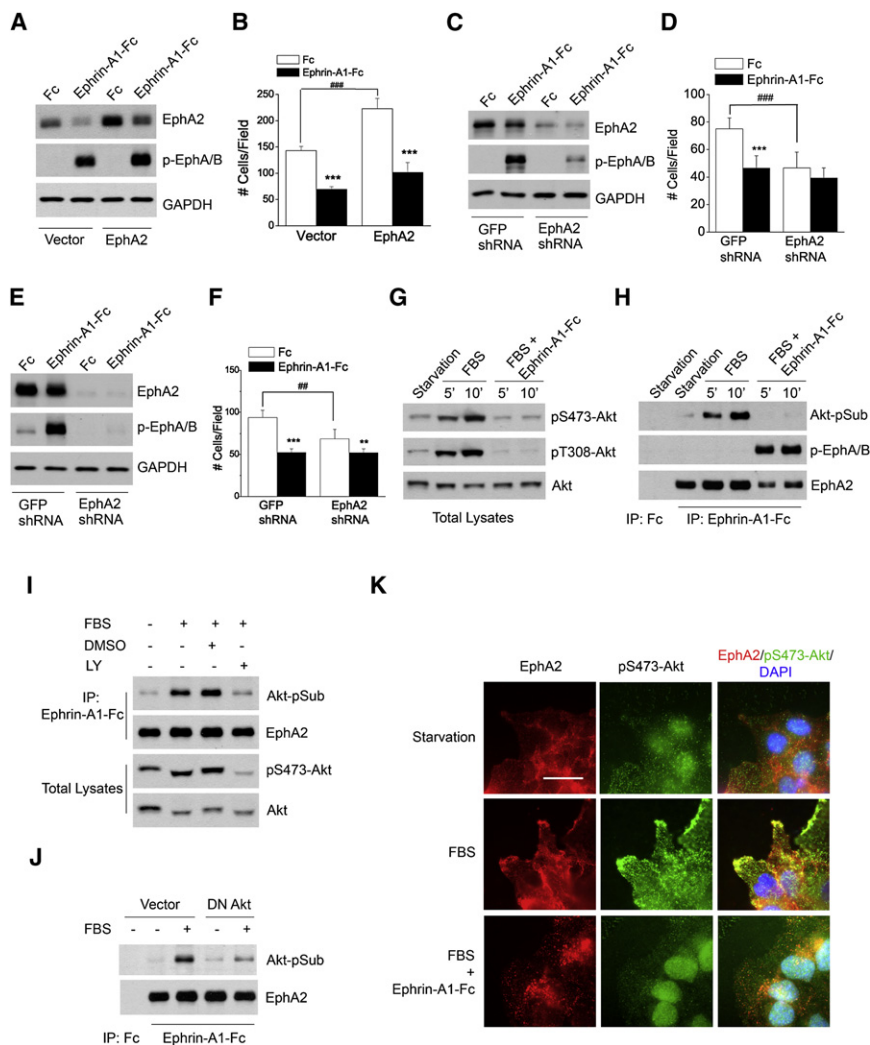 A
Fc
Ephrin-A1-Fc
Fc
Ephrin-A1-Fc
EphA2
p-EphA/B
GAPDH
Vector
EphA2
B
Fc
Ephrin-A1-Fc
# Cells/Field
250
200
150
100
50
0
###
***
***
Vector
EphA2
C
Fc
Ephrin-A1-Fc
Fc
Ephrin-A1-Fc
EphA2
p-EphA/B
GAPDH
GFP shRNA
EphA2 shRNA
D
Fc
Ephrin-A1-Fc
# Cells/Field
100
80
60
40
20
0
###
***
GFP shRNA
EphA2 shRNA
E
Fc
Ephrin-A1-Fc
Fc
Ephrin-A1-Fc
EphA2
p-EphA/B
GAPDH
GFP shRNA
EphA2 shRNA
F
Fc
Ephrin-A1-Fc
# Cells/Field
150
100
50
0
##
***
**
GFP shRNA
EphA2 shRNA
G
Starvation
FBS
FBS +
Ephrin-A1-Fc
5' 10' 5' 10'
pS473-Akt
pT308-Akt
Akt
Total Lysates
H
Starvation
Starvation
FBS
FBS +
Ephrin-A1-Fc
5' 10' 5' 10'
Akt-pSub
p-EphA/B
EphA2
IP: Fc IP: Ephrin-A1-Fc
I
FBS - + + +
DMSO - - + -
LY - - - +
IP:
Ephrin-A1-Fc
Akt-pSub
EphA2
Total Lysates
pS473-Akt
Akt
J
Vector DN Akt
FBS - - + - +
Akt-pSub
EphA2
IP: Fc Ephrin-A1-Fc
K
EphA2
pS473-Akt
EphA2/pS473-Akt/
DAPI
Starvation
FBS
FBS
+
Ephrin-A1-Fc